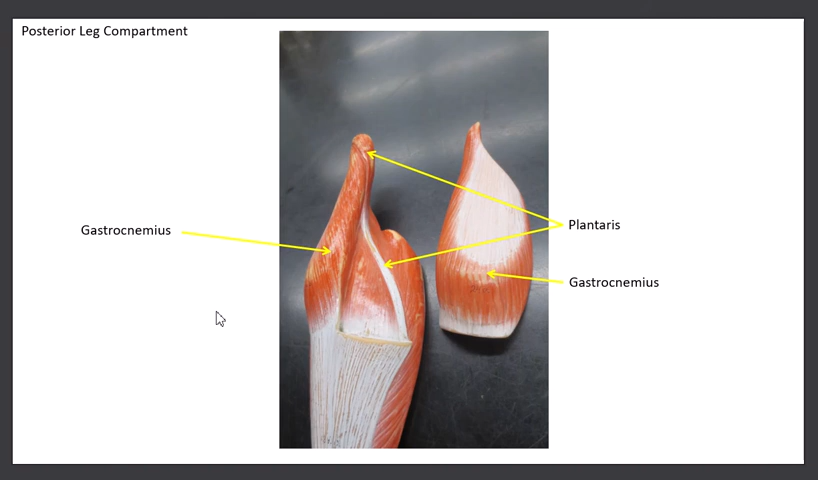 Posterior Leg Compartment
Gastrocnemius
Plantaris
Gastrocnemius